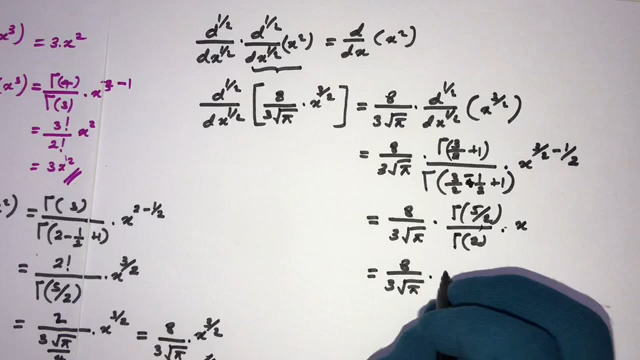 x³) = 3.x²
(x³) = Γ(4)/Γ(3) · x³⁻¹
= 3!/2! x²
= 3x²
²) = Γ(3)/Γ(2-1/2+1) · x^(2-1/2)
= 2!/Γ(5/2) · x^(3/2)
= 2/(3√π/4) · x^(3/2) = 8/(3√π) · x^(3/2)
d^(1/2)/dx^(1/2) · d^(1/2)/dx^(1/2) (x²) = d/dx (x²)
d^(1/2)/dx^(1/2) [8/(3√π) · x^(3/2)] = 8/(3√π) · d^(1/2)/dx^(1/2) (x^(3/2))
= 8/(3√π) · Γ(3/2+1)/Γ(3/2-1/2+1) · x^(3/2-1/2)
= 8/(3√π) · Γ(5/2)/Γ(2) · x
= 8/(3√π) ·